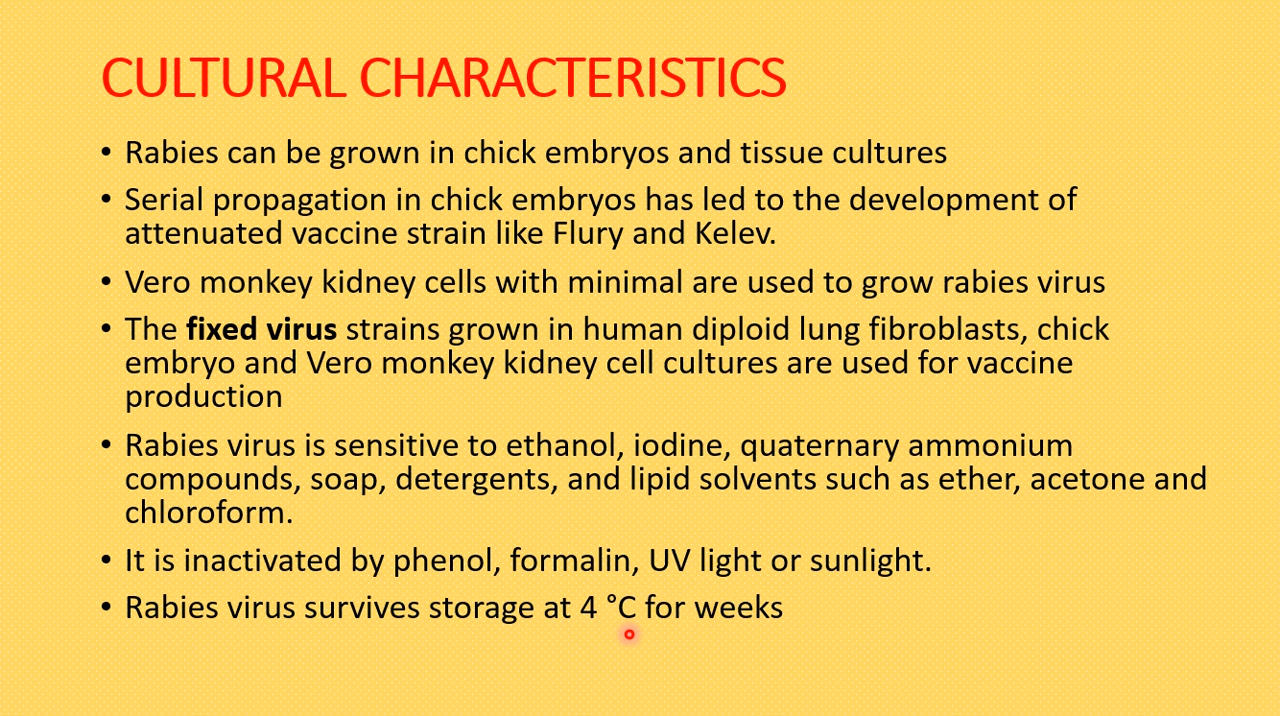 CULTURAL CHARACTERISTICS
• Rabies can be grown in chick embryos and tissue cultures
• Serial propagation in chick embryos has led to the development of
attenuated vaccine strain like Flury and Kelev.
• Vero monkey kidney cells with minimal are used to grow rabies virus
• The fixed virus strains grown in human diploid lung fibroblasts, chick
embryo and Vero monkey kidney cell cultures are used for vaccine
production
• Rabies virus is sensitive to ethanol, iodine, quaternary ammonium
compounds, soap, detergents, and lipid solvents such as ether, acetone and
chloroform.
• It is inactivated by phenol, formalin, UV light or sunlight.
• Rabies virus survives storage at 4 °C for weeks